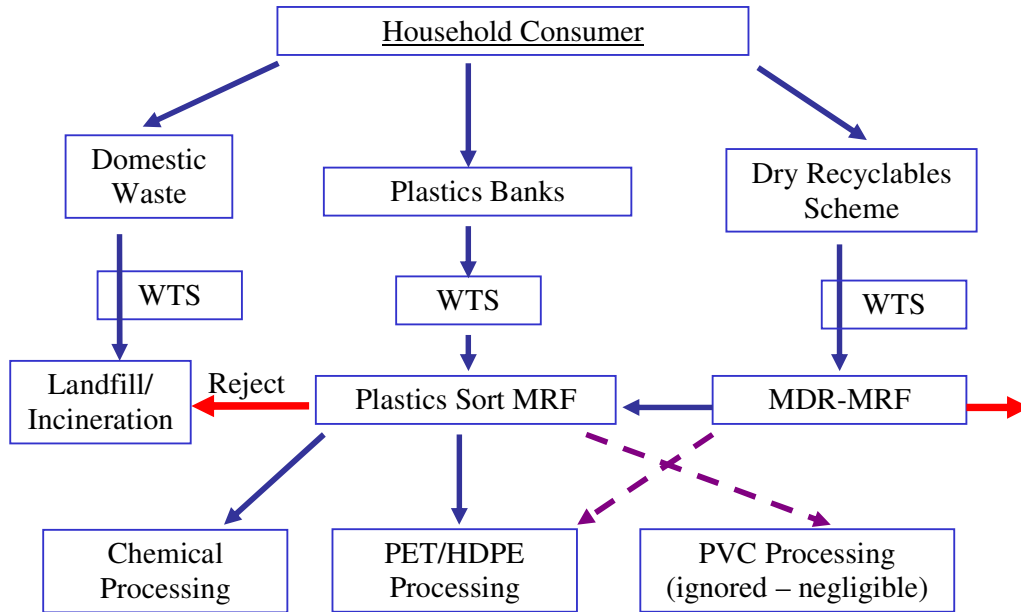 Household Consumer
Domestic
Waste
Plastics Banks
Dry Recyclables
Scheme
WTS
WTS
WTS
Landfill/
Incineration
Reject
Plastics Sort MRF
MDR-MRF
Chemical
Processing
PET/HDPE
Processing
PVC Processing
(ignored – negligible)